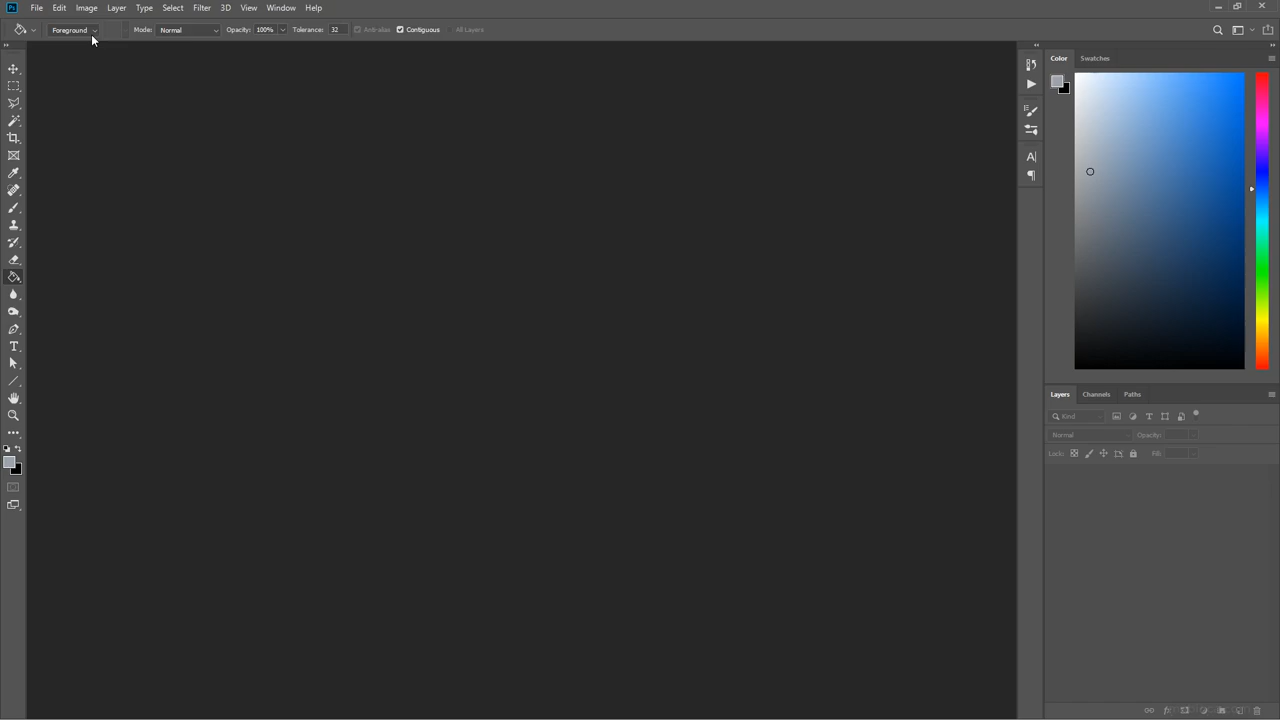 Ps File Edit Image Layer Type Select Filter 3D View Window Help
Foreground Mode: Normal Opacity: 100% Tolerance: 32 Anti-alias Contiguous All Layers
Color Swatches
Layers Channels Paths
Kind
Normal Opacity:
Lock: Fill: